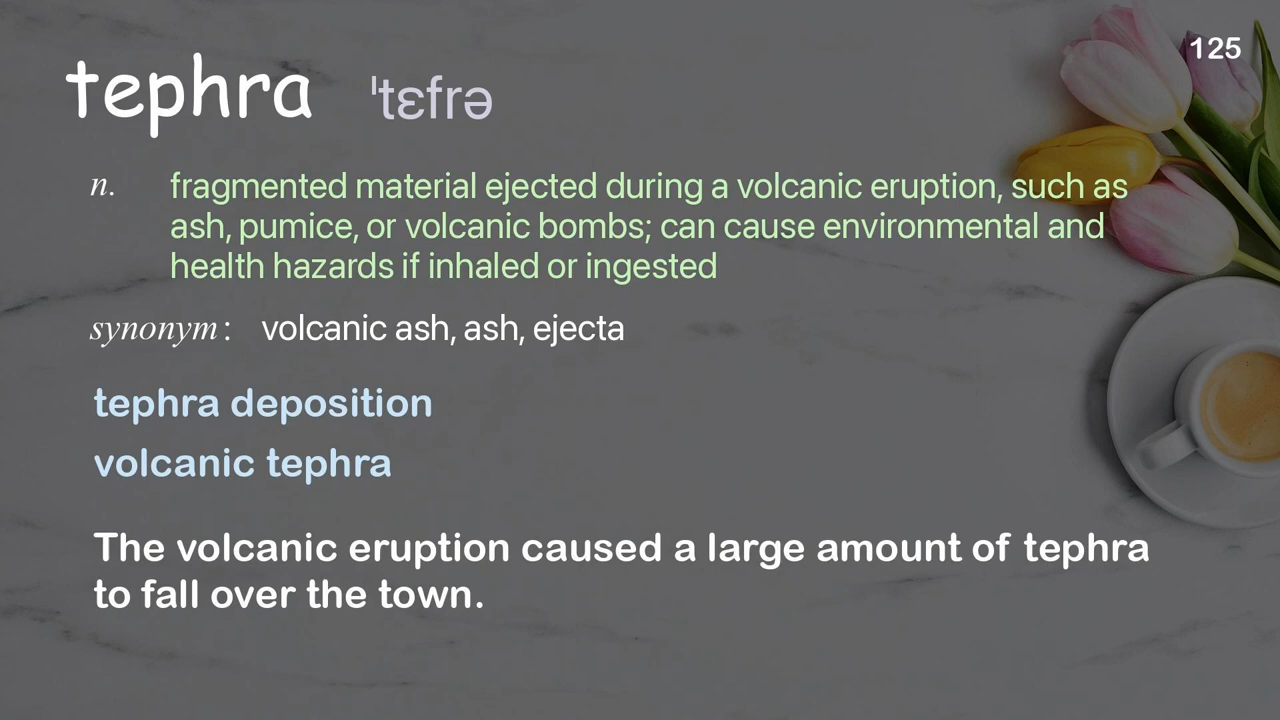 125
tephra ˈtɛfrə
n. fragmented material ejected during a volcanic eruption, such as
ash, pumice, or volcanic bombs; can cause environmental and
health hazards if inhaled or ingested
synonym: volcanic ash, ash, ejecta
tephra deposition
volcanic tephra
The volcanic eruption caused a large amount of tephra
to fall over the town.